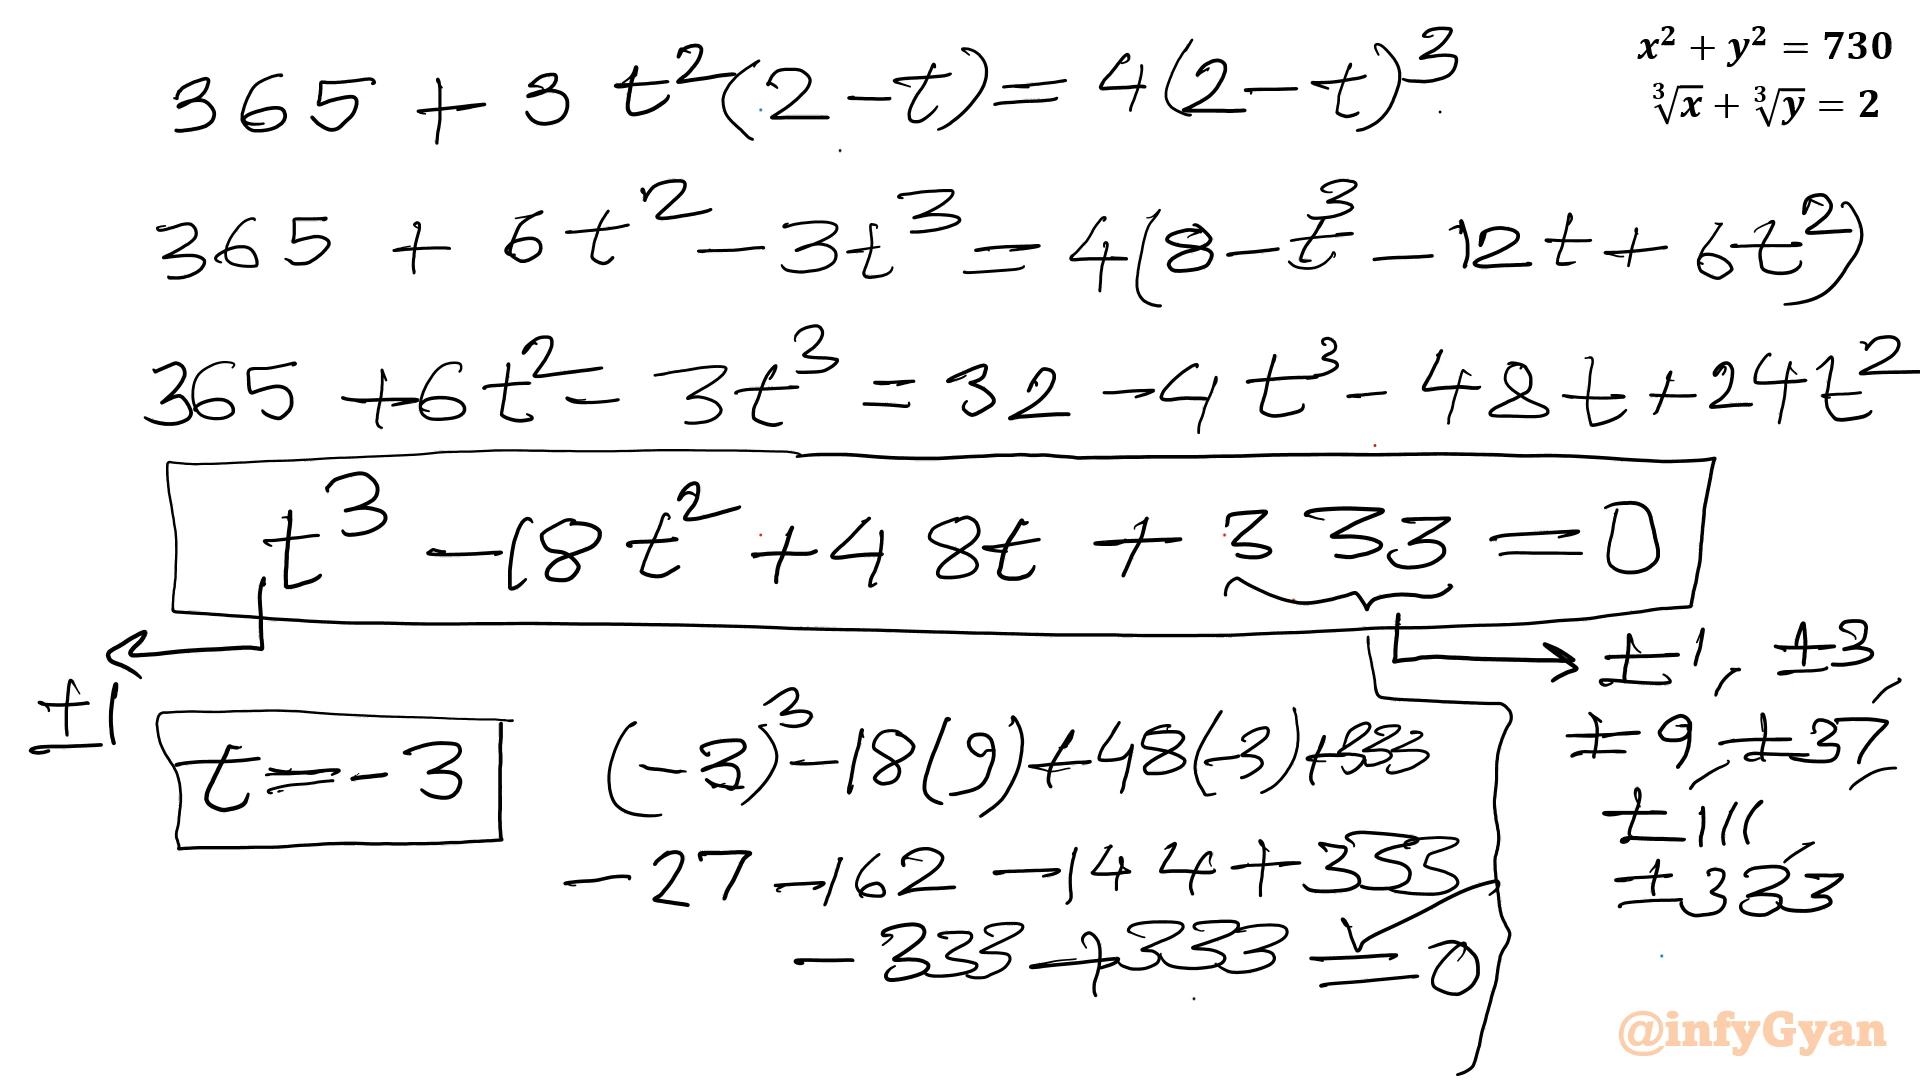 x² + y² = 730
∛x + ∛y = 2
365 + 3 t²(2 - t) = 4(2 - t)³
365 + 6t² - 3t³ = 4(8 - t³ - 12t + 6t²)
365 + 6t² - 3t³ = 32 - 4t³ - 48t + 24t²
t³ - 18t² + 48t + 333 = 0
±1
±1, ±3,
±9, ±37,
±111,
±333
t = -3
(-3)³ - 18(9) + 48(-3) + 333
-27 - 162 - 144 + 333
-333 + 333 = 0
@infyGyan